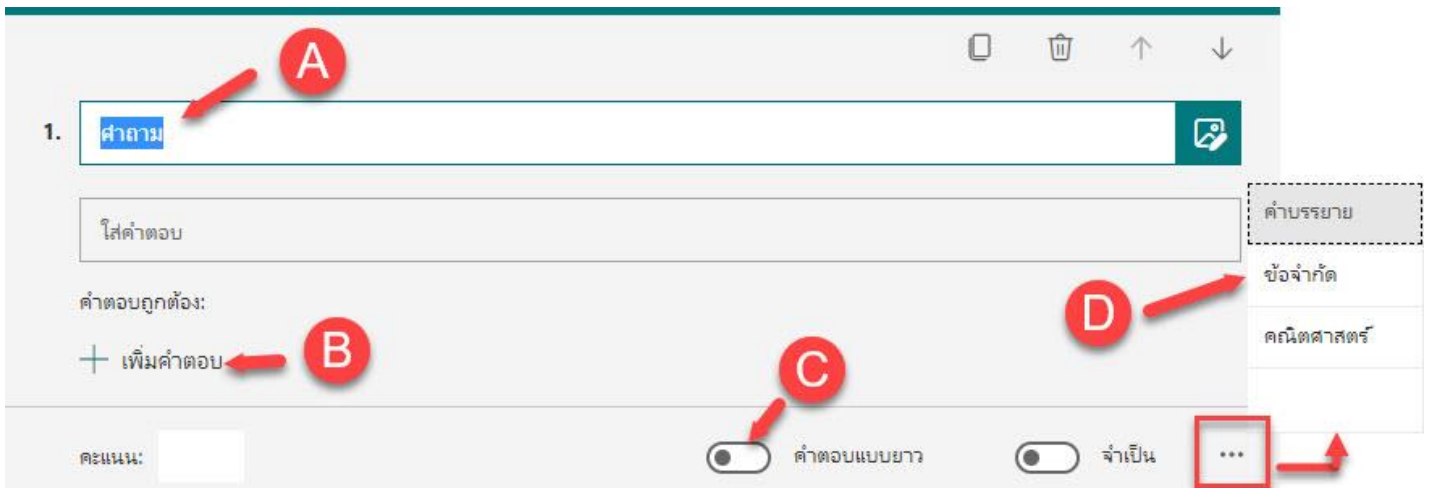 A
1. คำถาม
ใส่คำตอบ
คำบรรยาย
ข้อจำกัด
D
คำตอบถูกต้อง:
คณิตศาสตร์
+ เพิ่มคำตอบ
B
C
คะแนน:
คำตอบแบบยาว
จำเป็น
...